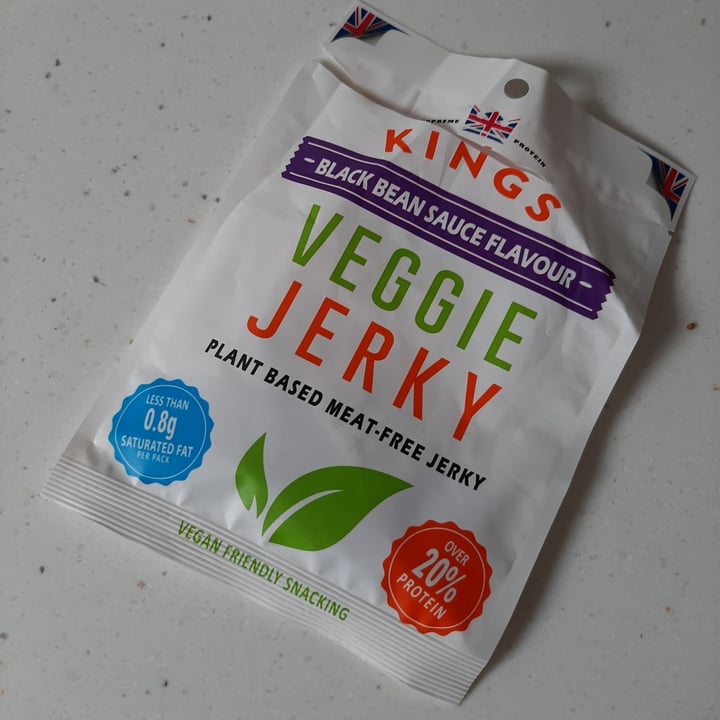 PROTEIN
KINGS
- BLACK BEAN SAUCE FLAVOUR -
VEGGIE
JERKY
PLANT BASED MEAT-FREE JERKY
LESS THAN
0.8g
SATURATED FAT
PER PACK
OVER
20%
PROTEIN
VEGAN FRIENDLY SNACKING